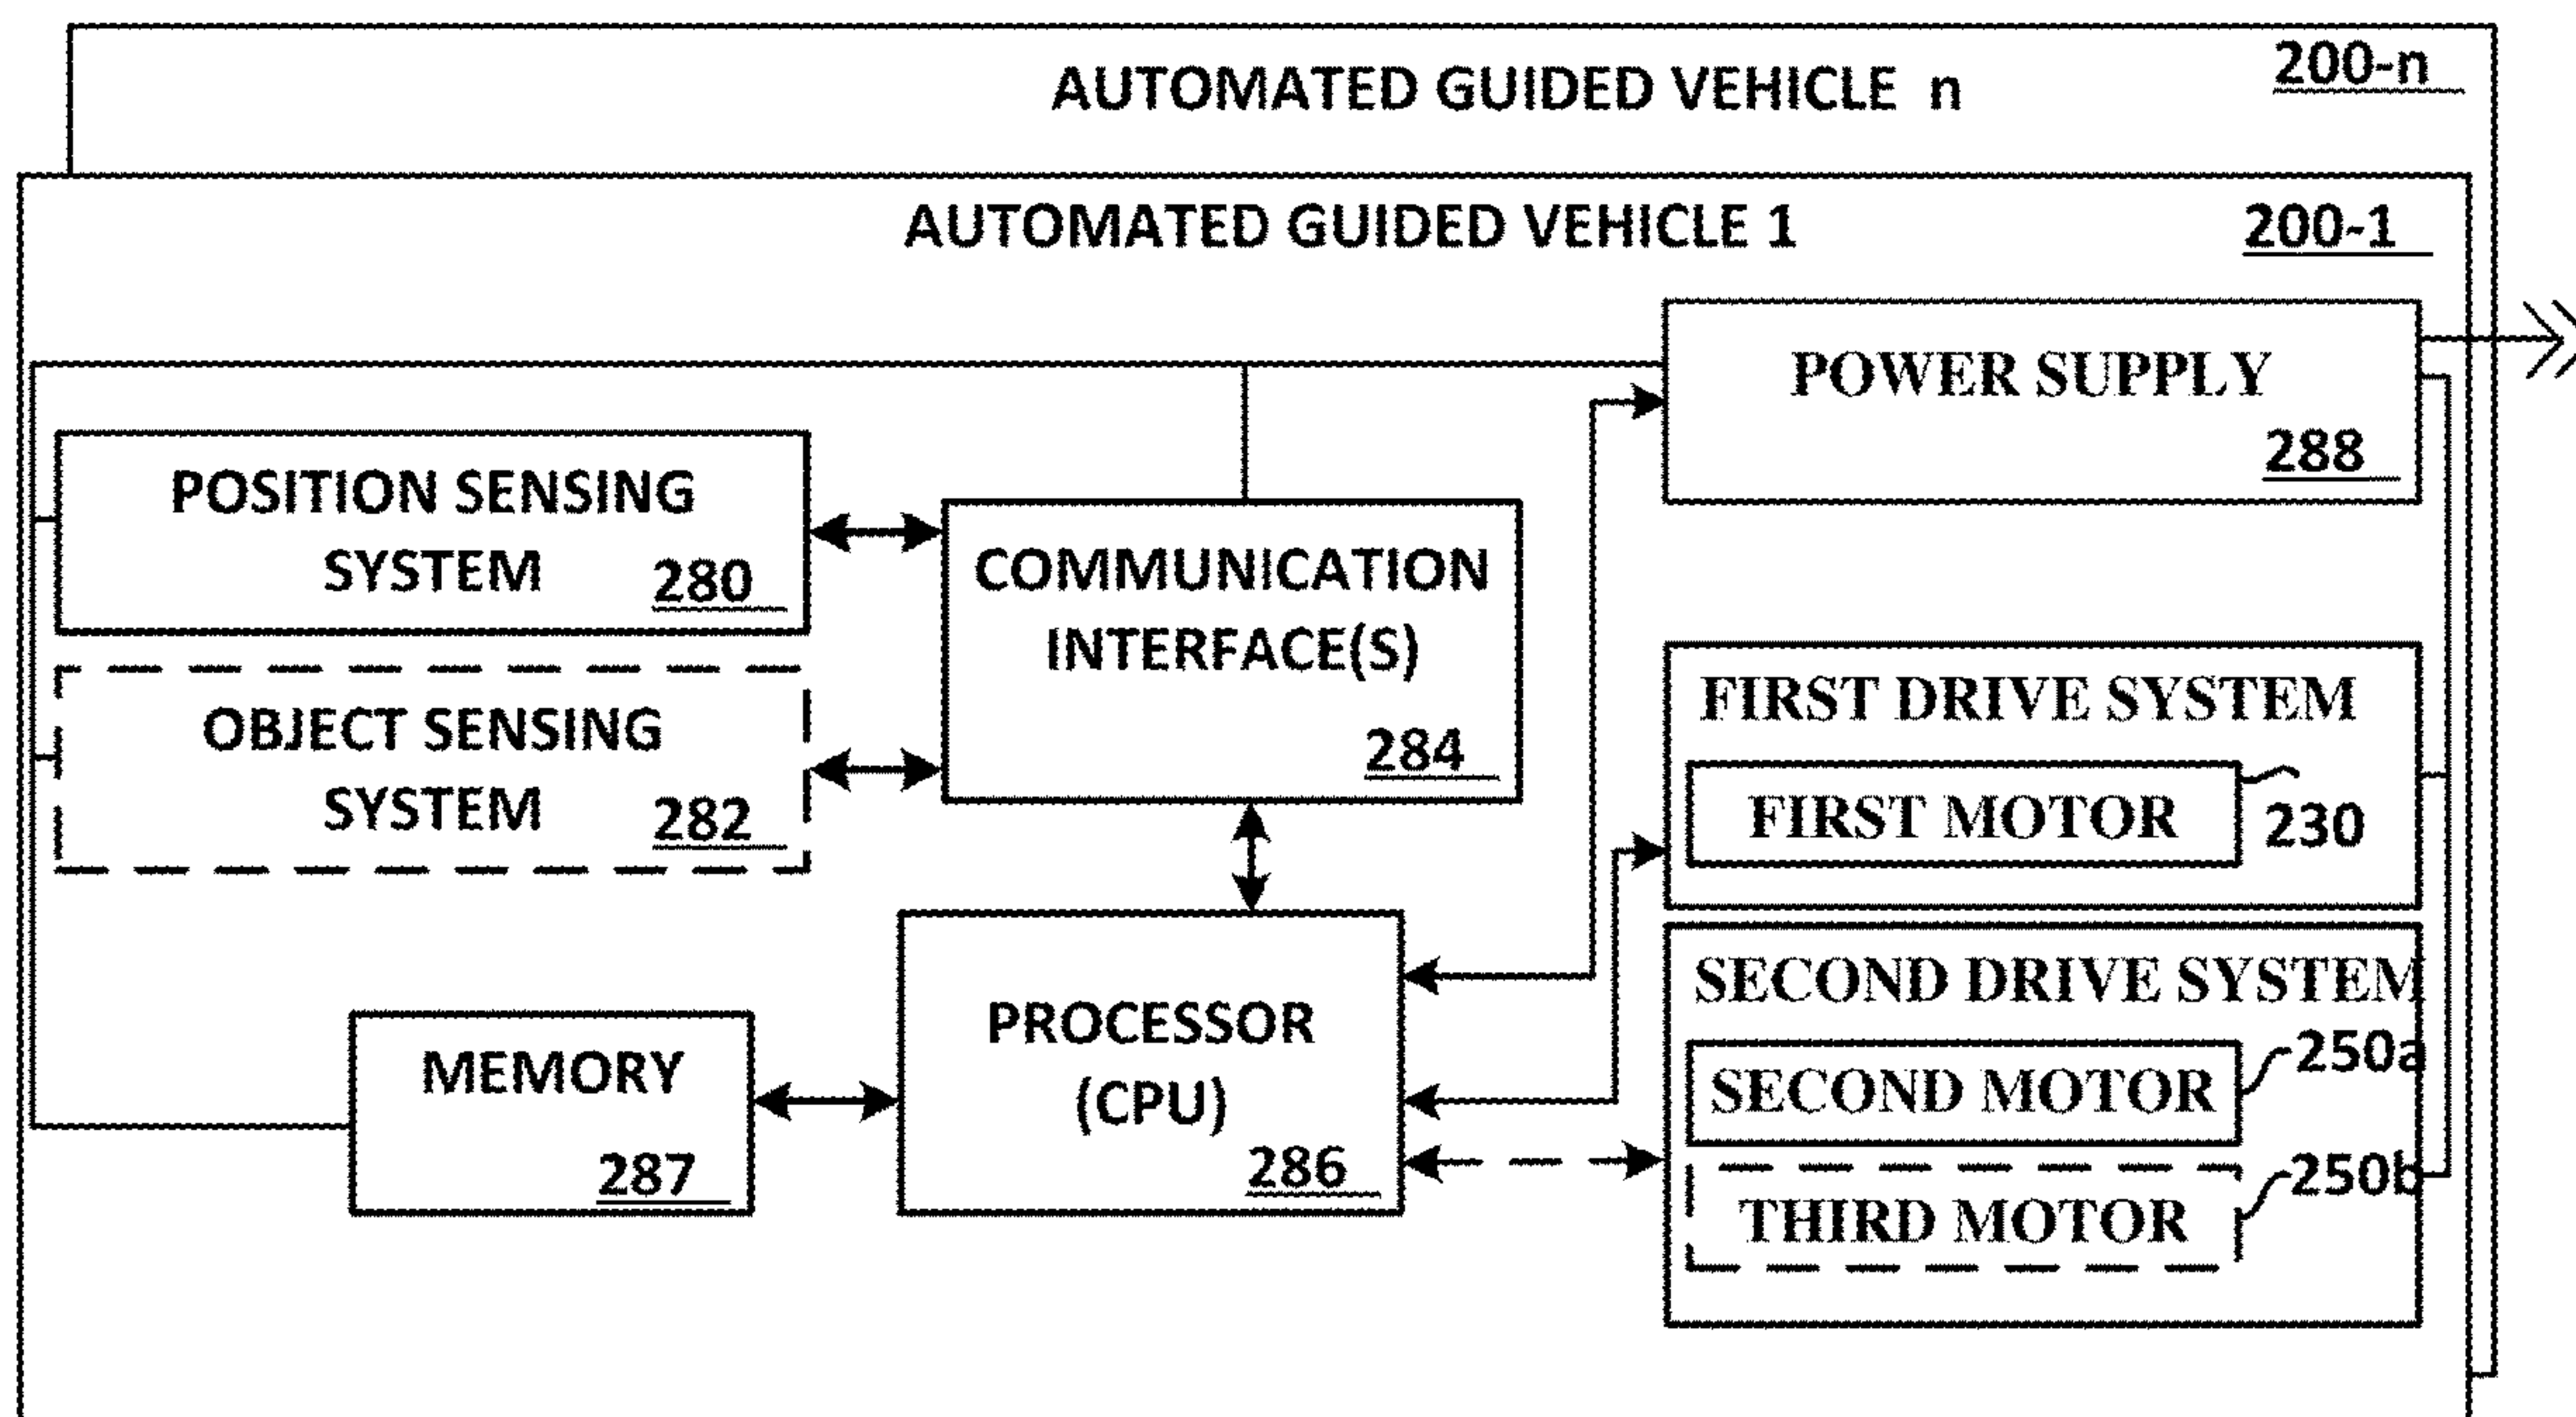 AUTOMATED GUIDED VEHICLE n
200-n
AUTOMATED GUIDED VEHICLE 1
200-1
POWER SUPPLY
288
POSITION SENSING
SYSTEM
280
COMMUNICATION
INTERFACE(S)
284
OBJECT SENSING
SYSTEM
282
FIRST DRIVE SYSTEM
FIRST MOTOR
230
PROCESSOR
(CPU)
286
MEMORY
287
SECOND DRIVE SYSTEM
SECOND MOTOR
250a
THIRD MOTOR
250b